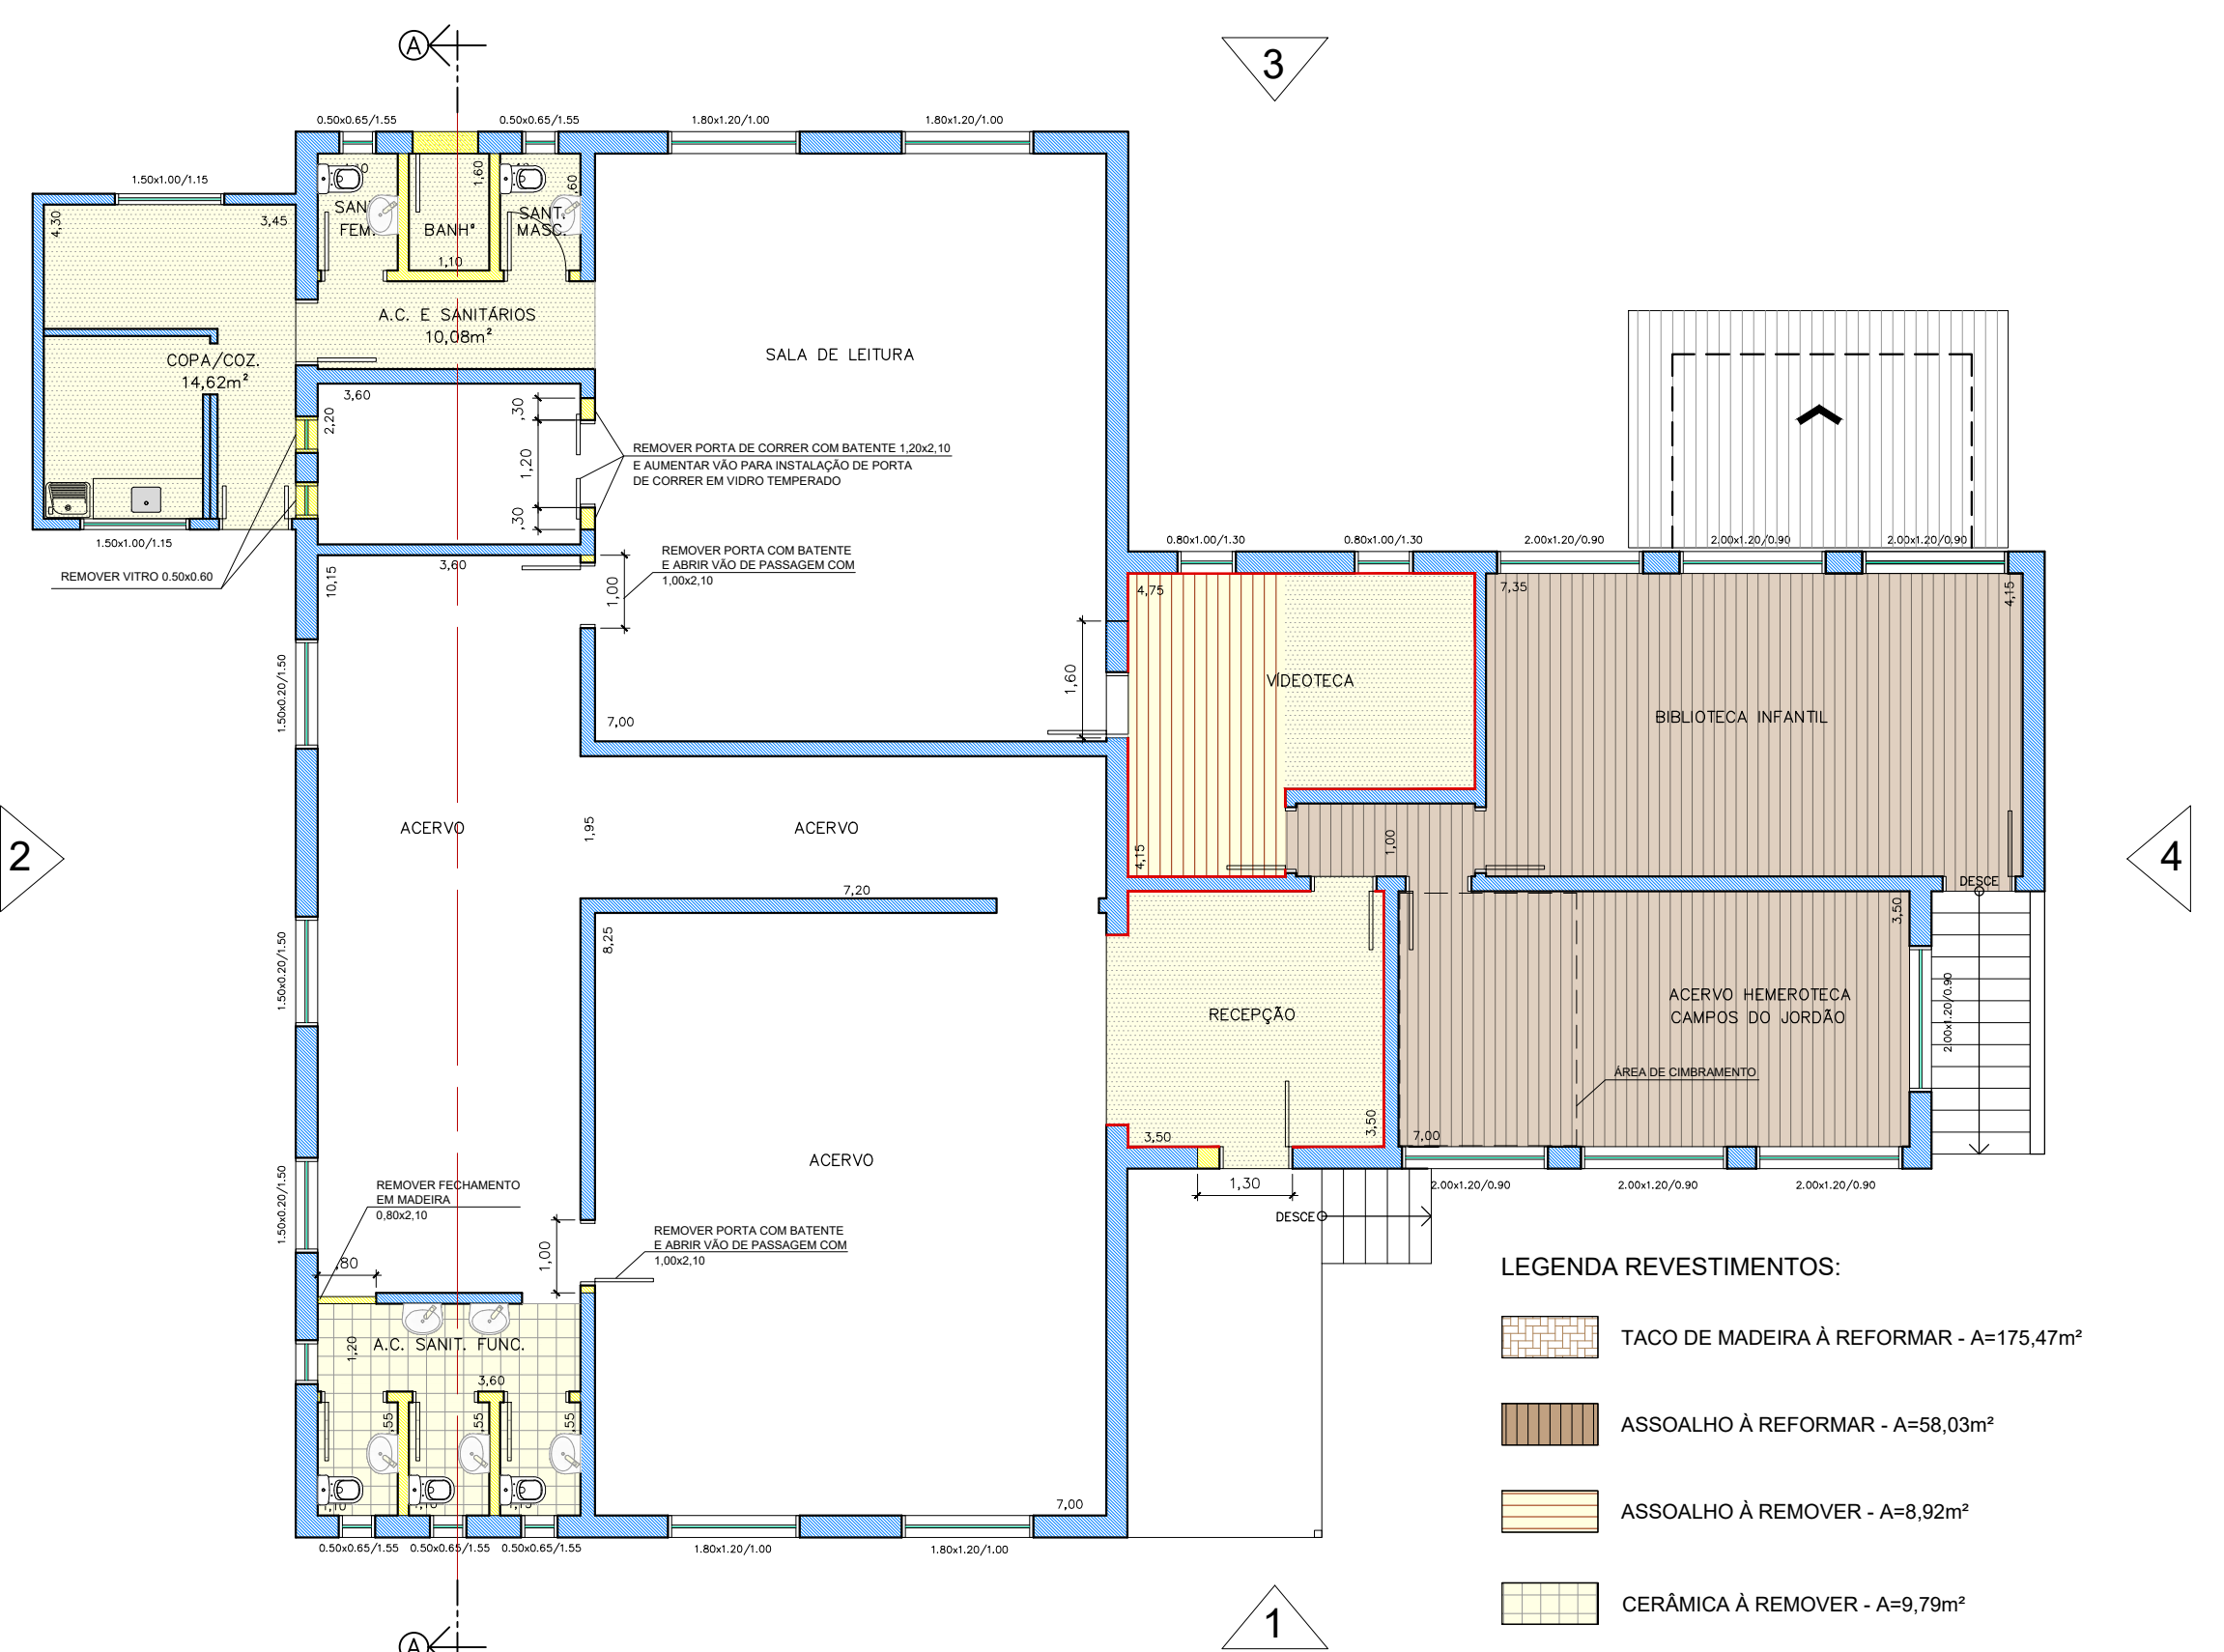 A
3
0.50x0.65/1.55
0.50x0.65/1.55
1.80x1.20/1.00
1.80x1.20/1.00
1.50x1.00/1.15
4,30
3,45
1,60
,60
SAN
FEM.
BANHº
SANT.
MASC.
1,10
A.C. E SANITÁRIOS
10,08m²
COPA/COZ.
14,62m²
SALA DE LEITURA
3,60
2,20
,30
1,20
,30
REMOVER PORTA DE CORRER COM BATENTE 1,20x2,10
E AUMENTAR VÃO PARA INSTALAÇÃO DE PORTA
DE CORRER EM VIDRO TEMPERADO
1.50x1.00/1.15
REMOVER VITRO 0.50x0.60
10,15
3,60
1,00
REMOVER PORTA COM BATENTE
E ABRIR VÃO DE PASSAGEM COM
1,00x2,10
0.80x1.00/1.30
0.80x1.00/1.30
2.00x1.20/0.90
2.00x1.20/0.90
2.00x1.20/0.90
4,75
7,35
4,15
1.50x0.20/1.50
1,60
VÍDEOTECA
7,00
BIBLIOTECA INFANTIL
2
ACERVO
1,95
ACERVO
4,15
1,00
4
7,20
DESCE
8,25
3,50
1.50x0.20/1.50
RECEPÇÃO
ACERVO HEMEROTECA
CAMPOS DO JORDÃO
2.00x1.20/0.90
ÁREA DE CIMBRAMENTO
3,50
3,50
7,00
ACERVO
1.50x0.20/1.50
REMOVER FECHAMENTO
EM MADEIRA
0,80x2,10
1,30
2.00x1.20/0.90
2.00x1.20/0.90
2.00x1.20/0.90
DESCE
REMOVER PORTA COM BATENTE
E ABRIR VÃO DE PASSAGEM COM
1,00x2,10
,80
1,00
LEGENDA REVESTIMENTOS:
1,20
A.C. SANIT. FUNC.
3,60
TACO DE MADEIRA À REFORMAR - A=175,47m²
,55
,55
,55
ASSOALHO À REFORMAR - A=58,03m²
7,00
ASSOALHO À REMOVER - A=8,92m²
0.50x0.65/1.55
0.50x0.65/1.55
0.50x0.65/1.55
1.80x1.20/1.00
1.80x1.20/1.00
CERÂMICA À REMOVER - A=9,79m²
1
A